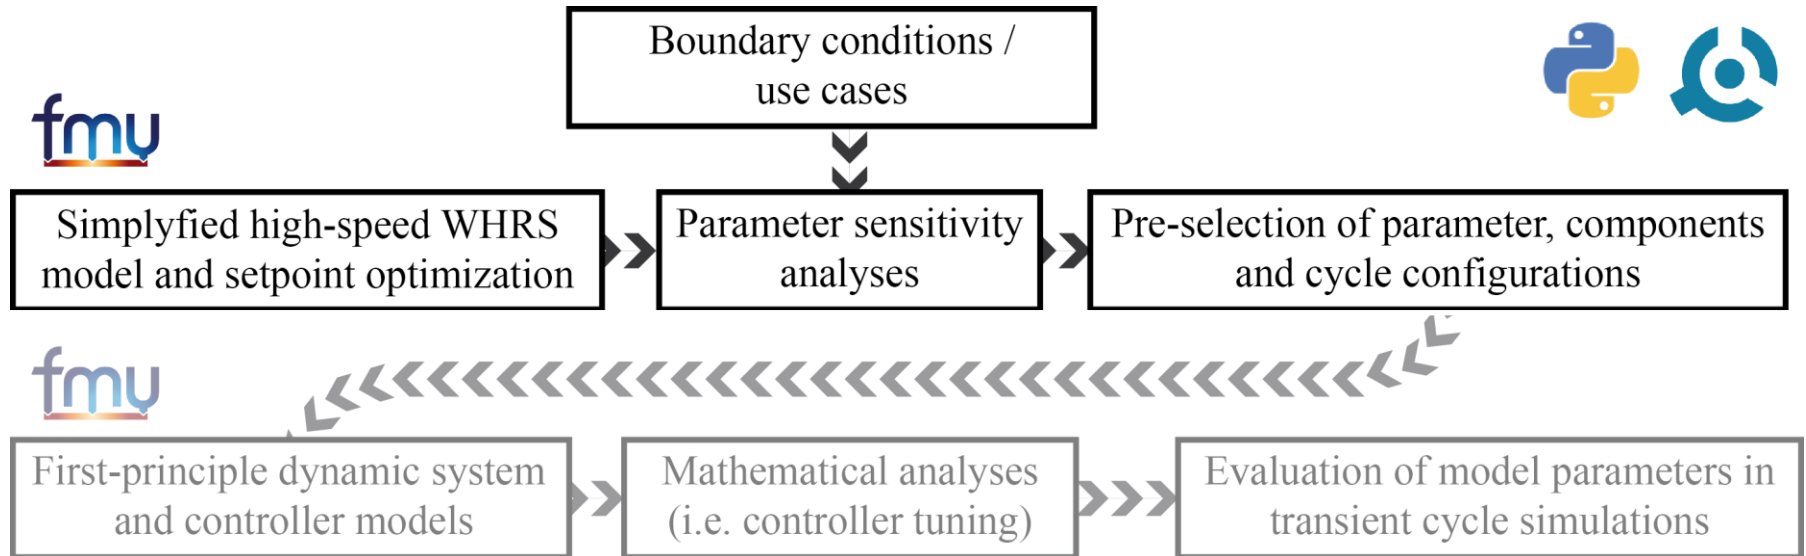 Boundary conditions /
use cases
fmu
Simplyfied high-speed WHRS
model and setpoint optimization
Parameter sensitivity
analyses
Pre-selection of parameter, components
and cycle configurations
fmu
First-principle dynamic system
and controller models
Mathematical analyses
(i.e. controller tuning)
Evaluation of model parameters in
transient cycle simulations